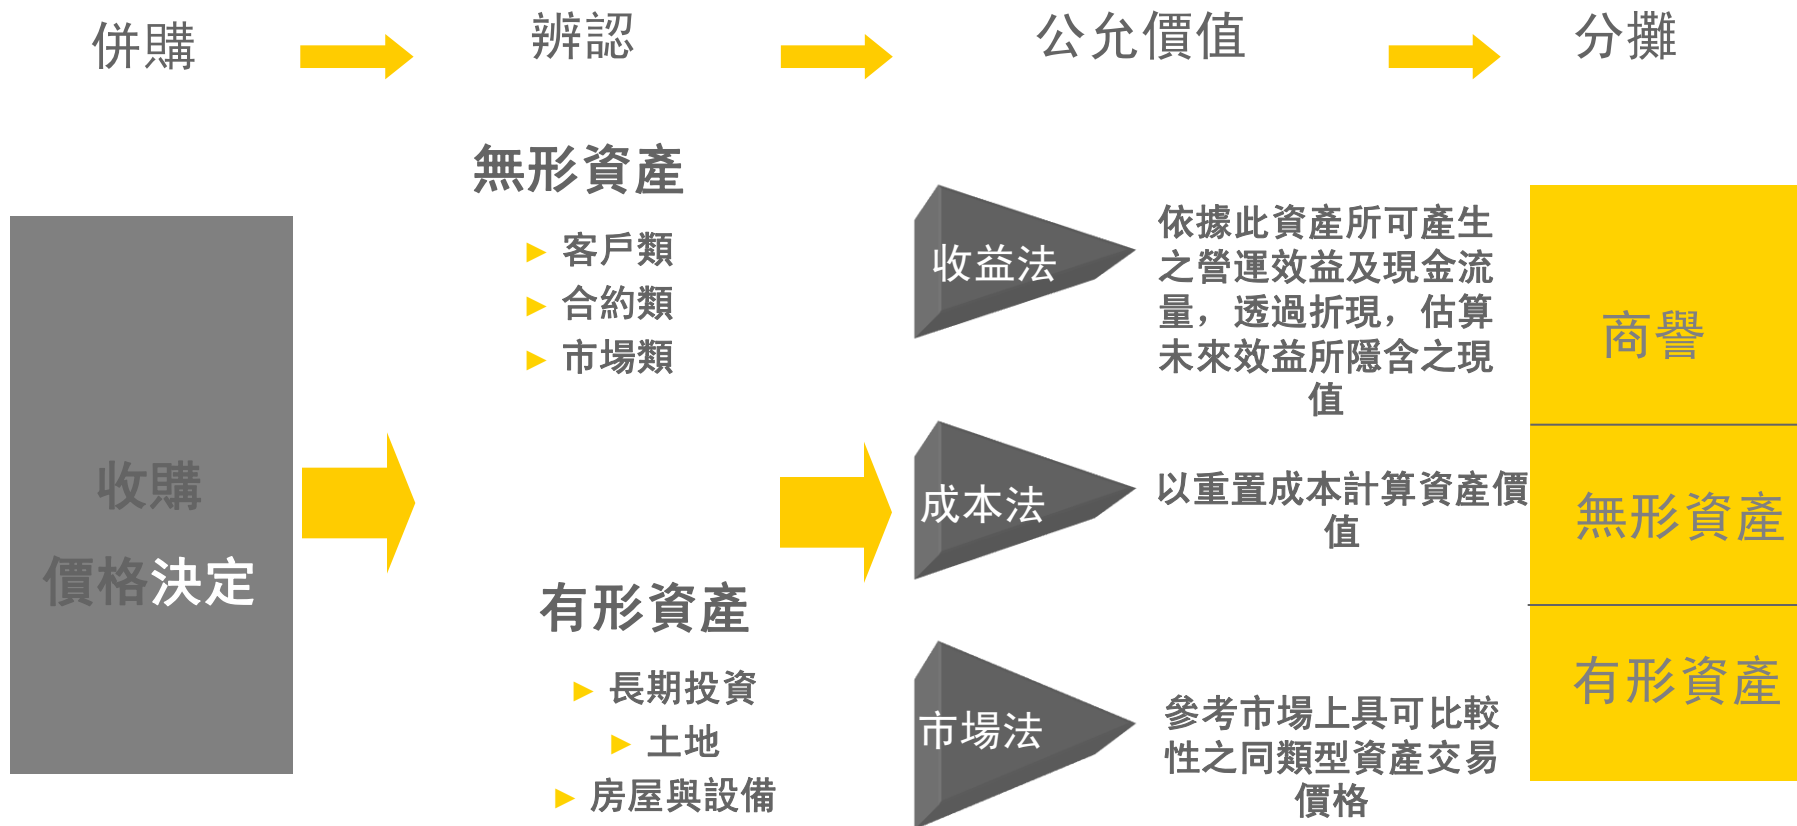 併購
辨認
公允價值
分攤
收購
價格決定
無形資產
客戶類
合約類
市場類
有形資產
長期投資
土地
房屋與設備
收益法
依據此資產所可產生
之營運效益及現金流
量，透過折現，估算
未來效益所隱含之現
值
成本法
以重置成本計算資產價
值
市場法
參考市場上具可比較
性之同類型資產交易
價格
商譽
無形資產
有形資產